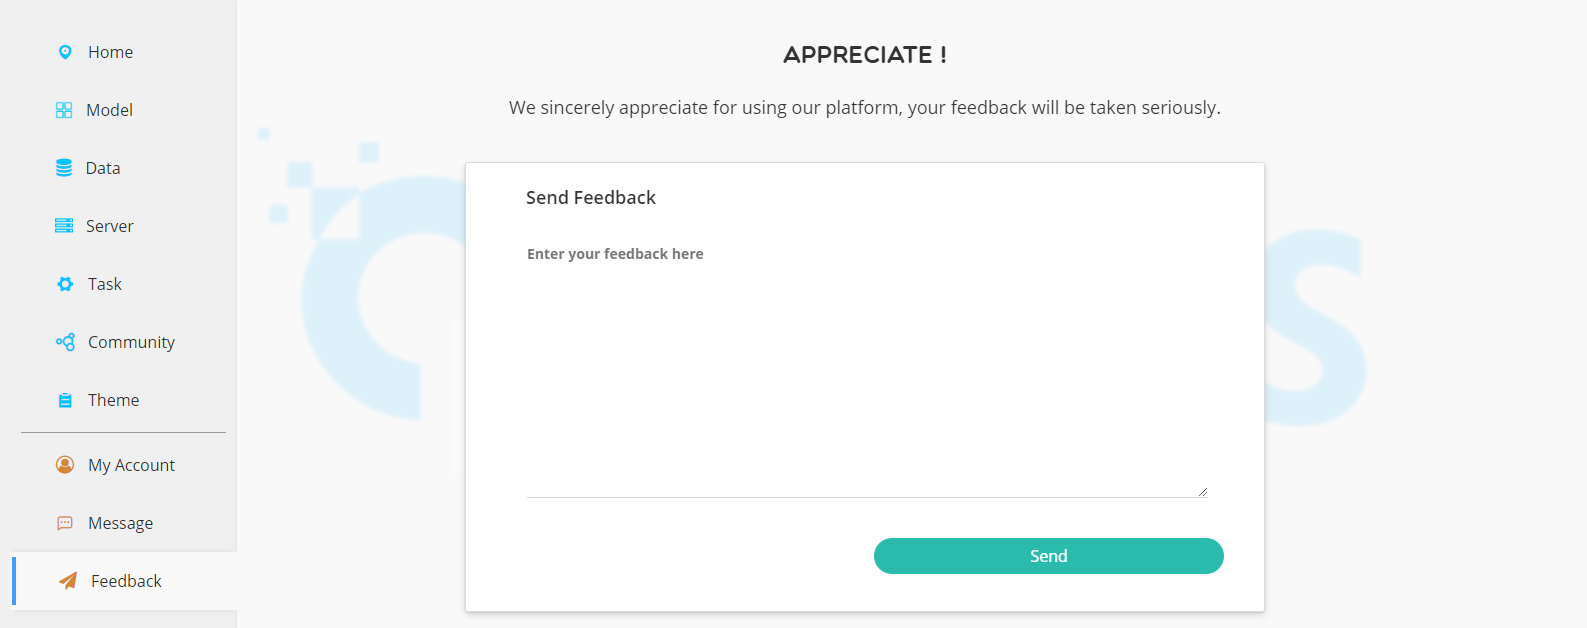 Home
Model
Data
Server
Task
Community
Theme
My Account
Message
Feedback
APPRECIATE !
We sincerely appreciate for using our platform, your feedback will be taken seriously.
Send Feedback
Enter your feedback here
Send